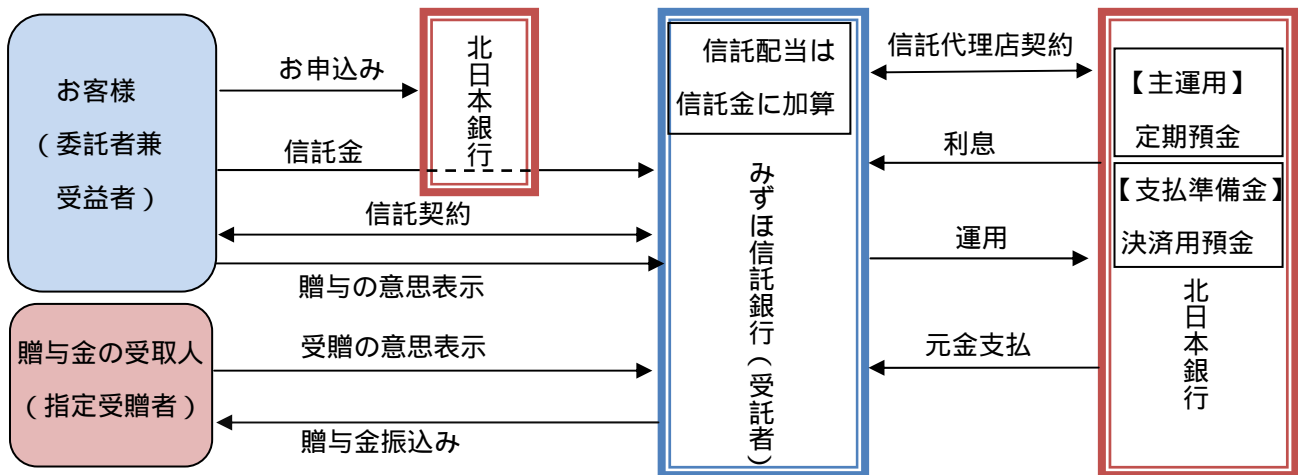 お客様
（委託者兼
受益者）
贈与金の受取人
（指定受贈者）
お申込み
信託金
信託契約
贈与の意思表示
受贈の意思表示
贈与金振込み
北日本銀行
信託配当は
信託金に加算
みずほ信託銀行（受託者）
信託代理店契約
利息
運用
元金支払
【主運用】
定期預金
【支払準備金】
決済用預金
北日本銀行